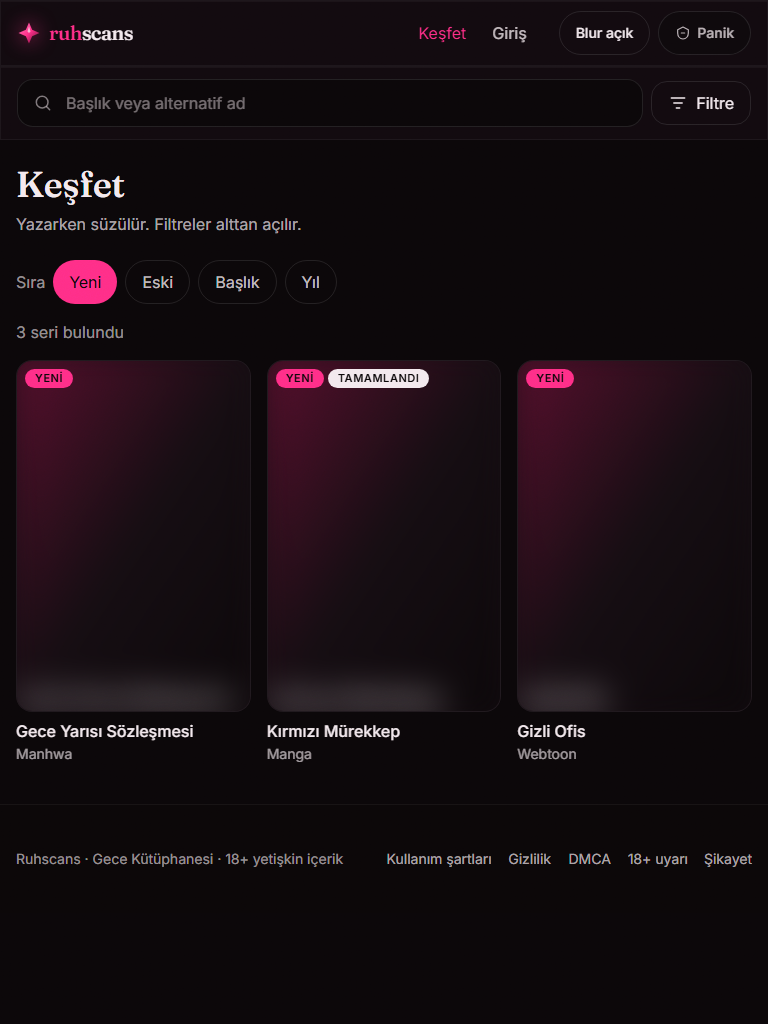 ruhscans
Keşfet Giriş Blur açık Panik
Başlık veya alternatif ad Filtre
Keşfet
Yazarken süzülür. Filtreler alttan açılır.
Sıra Yeni Eski Başlık Yıl
3 seri bulundu
YENİ YENİ TAMAMLANDI YENİ
Gece Yarısı Sözleşmesi Kırmızı Mürekkep Gizli Ofis
Manhwa Manga Webtoon
Ruhscans · Gece Kütüphanesi · 18+ yetişkin içerik Kullanım şartları Gizlilik DMCA 18+ uyarı Şikayet